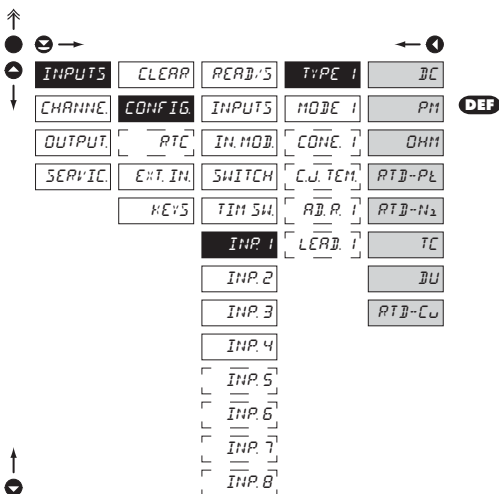 INPUTS CLEAR READ/S TYPE 1 DC
CHANNE. CONFIG. INPUTS MODE 1 PM DEF
OUTPUT. RTC IN. MOD. CONE. 1 OHM
SERVIC. EXT. IN. SWITCH C.J. TEM. RTD-Pt
KEYS TIM SW. AD. R. 1 RTD-Ni
INP. 1 LEAD. 1 TC
INP. 2 DU
INP. 3 RTD-Cu
INP. 4
INP. 5
INP. 6
INP. 7
INP. 8